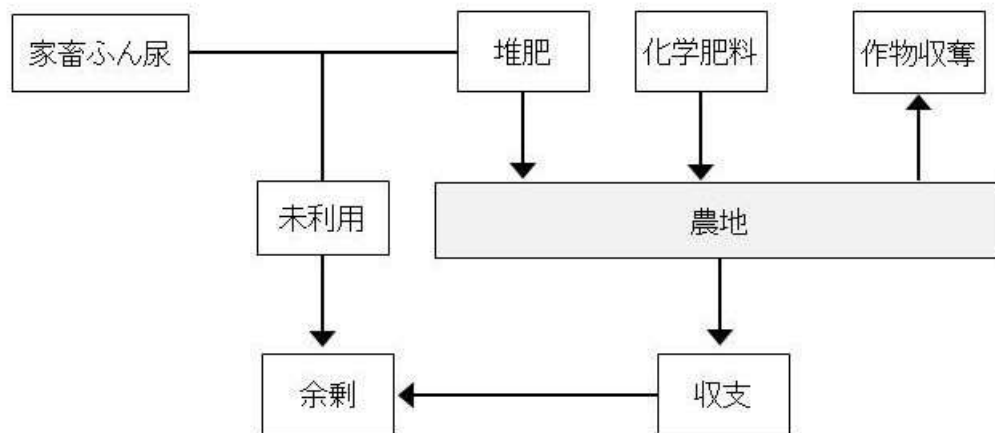 家畜ふん尿
堆肥
化学肥料
作物収奪
未利用
農地
余剰
収支